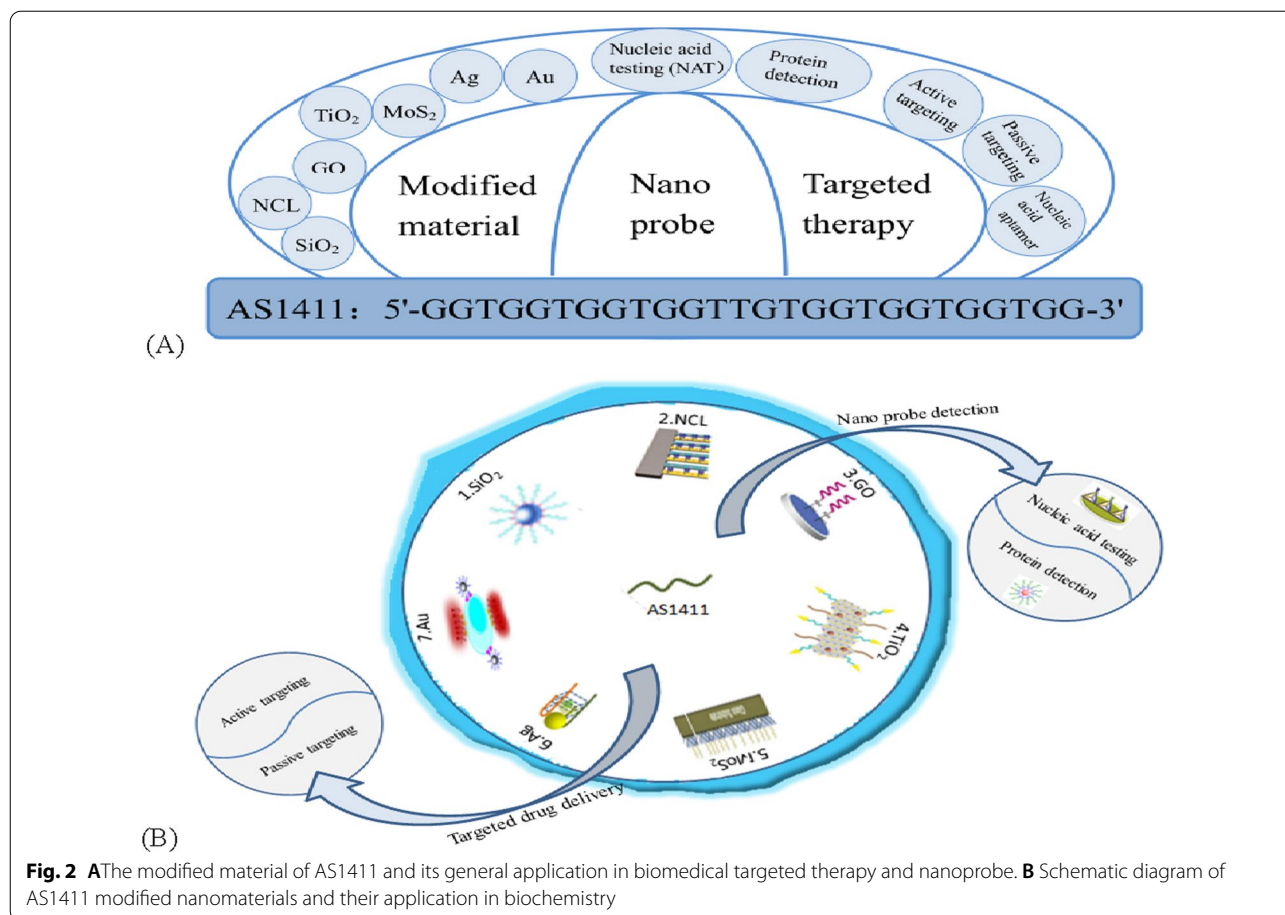 Nucleic acid
testing (NAT)
Protein
detection
Ag
Au
Active
targeting
TiO₂
MoS₂
Passive
targeting
GO
NCL
SiO₂
Nucleic
acid
aptamer
Modified
material
Nano
probe
Targeted
therapy
AS1411: 5'-GGTGGTGGTGGTTGTGGTGGTGGTGG-3'
(A)
2.NCL
Nano probe detection
1.SiO₂
3.GO
Nucleic acid testing
Protein detection
AS1411
7.Au
4.TiO₂
Active targeting
Passive targeting
6.Ag
5.MoS₂
Targeted drug delivery
(B)
Fig. 2 AThe modified material of AS1411 and its general application in biomedical targeted therapy and nanoprobe. B Schematic diagram of
AS1411 modified nanomaterials and their application in biochemistry